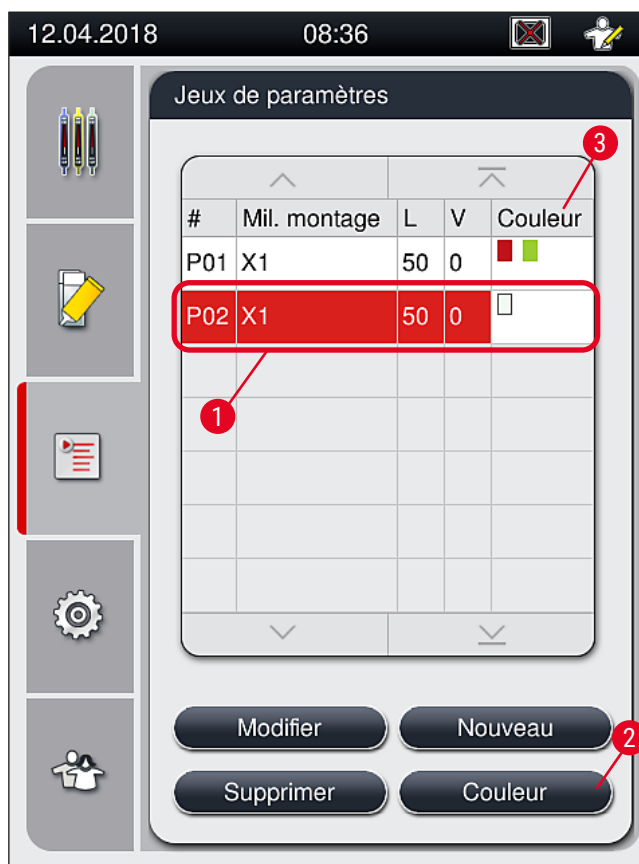 12.04.2018 08:36
Jeux de paramètres
3
# Mil. montage L V Couleur
P01 X1 50 0
P02 X1 50 0
1
Modifier Nouveau
2
Supprimer Couleur